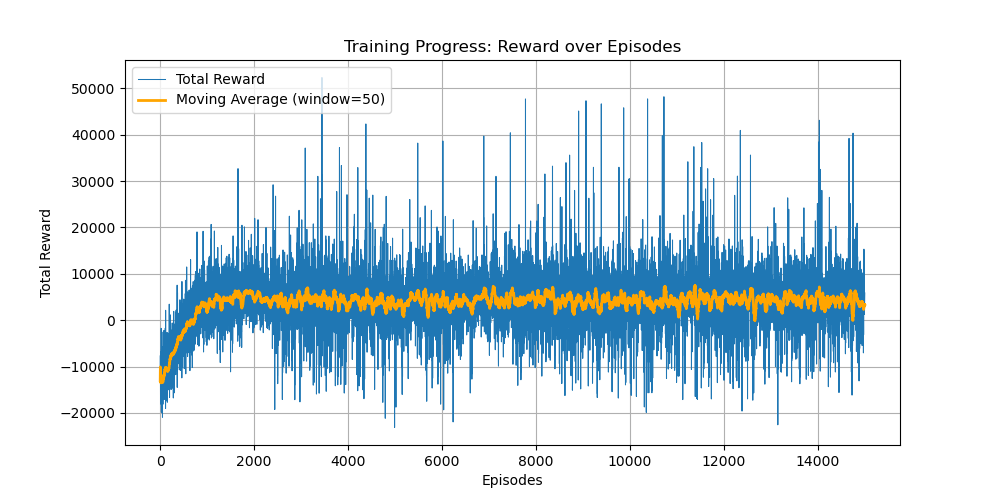 Training Progress: Reward over Episodes
Total Reward
Moving Average (window=50)
50000
40000
30000
20000
10000
0
−10000
−20000
Total Reward
0 2000 4000 6000 8000 10000 12000 14000
Episodes